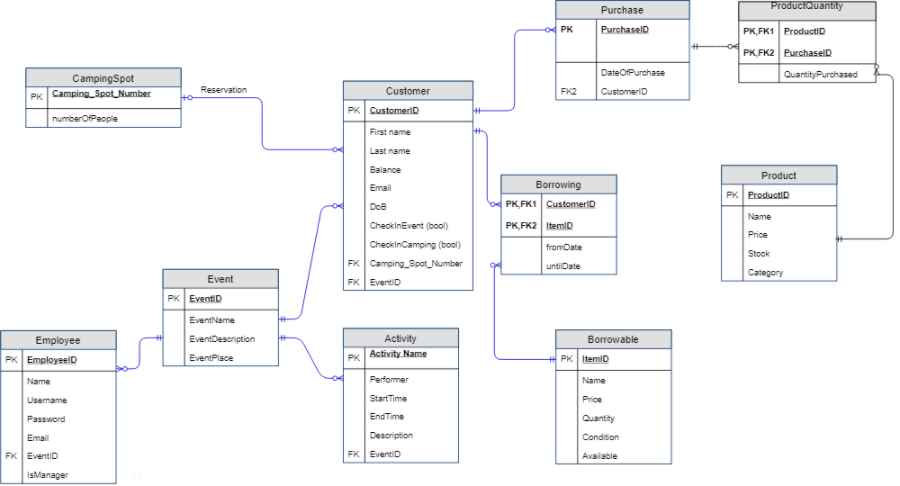 Purchase
PK PurchaseID
DateOfPurchase
FK2 CustomerID
ProductQuantity
PK,FK1 ProductID
PK,FK2 PurchaseID
QuantityPurchased
CampingSpot
PK Camping_Spot_Number
numberOfPeople
Reservation
Customer
PK CustomerID
First name
Last name
Balance
Email
DoB
CheckInEvent (bool)
CheckInCamping (bool)
FK Camping_Spot_Number
FK EventID
Borrowing
PK,FK1 CustomerID
PK,FK2 ItemID
fromDate
untilDate
Product
PK ProductID
Name
Price
Stock
Category
Event
PK EventID
EventName
EventDescription
EventPlace
Employee
PK EmployeeID
Name
Username
Password
Email
FK EventID
IsManager
Activity
PK Activity Name
Performer
StartTime
EndTime
Description
FK EventID
Borrowable
PK ItemID
Name
Price
Quantity
Condition
Available